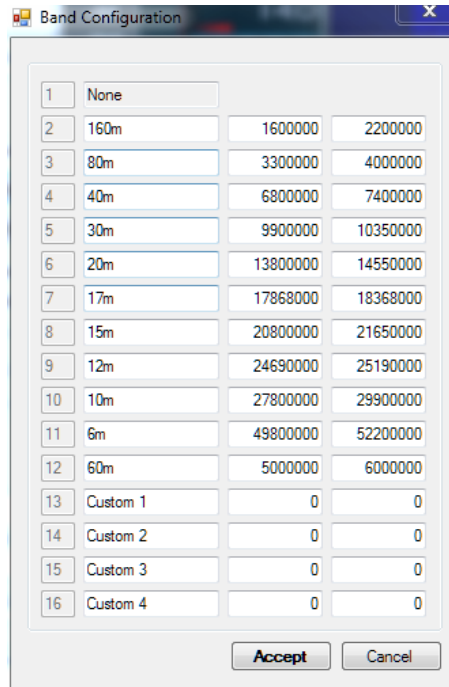 Band Configuration
1 None
2 160m 1600000 2200000
3 80m 3300000 4000000
4 40m 6800000 7400000
5 30m 9900000 10350000
6 20m 13800000 14550000
7 17m 17868000 18368000
8 15m 20800000 21650000
9 12m 24690000 25190000
10 10m 27800000 29900000
11 6m 49800000 52200000
12 60m 5000000 6000000
13 Custom 1 0 0
14 Custom 2 0 0
15 Custom 3 0 0
16 Custom 4 0 0
Accept Cancel